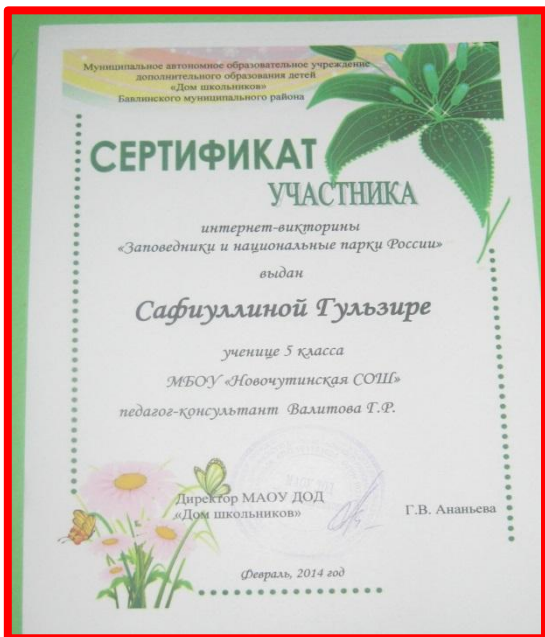 Муниципальное автономное образовательное учреждение
дополнительного образования детей
«Дом школьников»
Бавлинского муниципального района
СЕРТИФИКАТ
УЧАСТНИКА
интернет-викторины
«Заповедники и национальные парки России»
выдан
Сафиуллиной Гульзире
ученице 5 класса
МБОУ «Новочутинская СОШ»
педагог-консультант Валитова Г.Р.
Директор МАОУ ДОД
«Дом школьников»
Г.В. Ананьева
Февраль, 2014 год